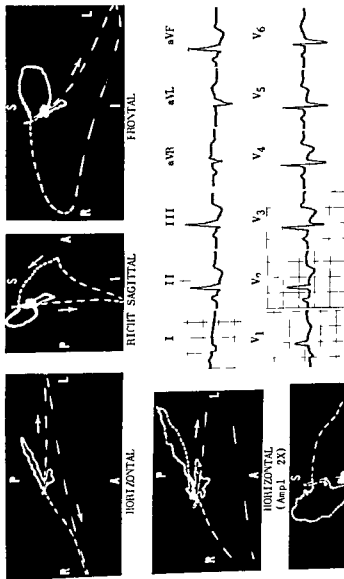 P
R L
A
HORIZONTAL
S
P A
I
RIGHT SAGITTAL
S
R L
I
FRONTAL
P
R L
A
HORIZONTAL
(Ampl 2X)
I II III aVR aVL aVF
V1 V2 V3 V4 V5 V6
S